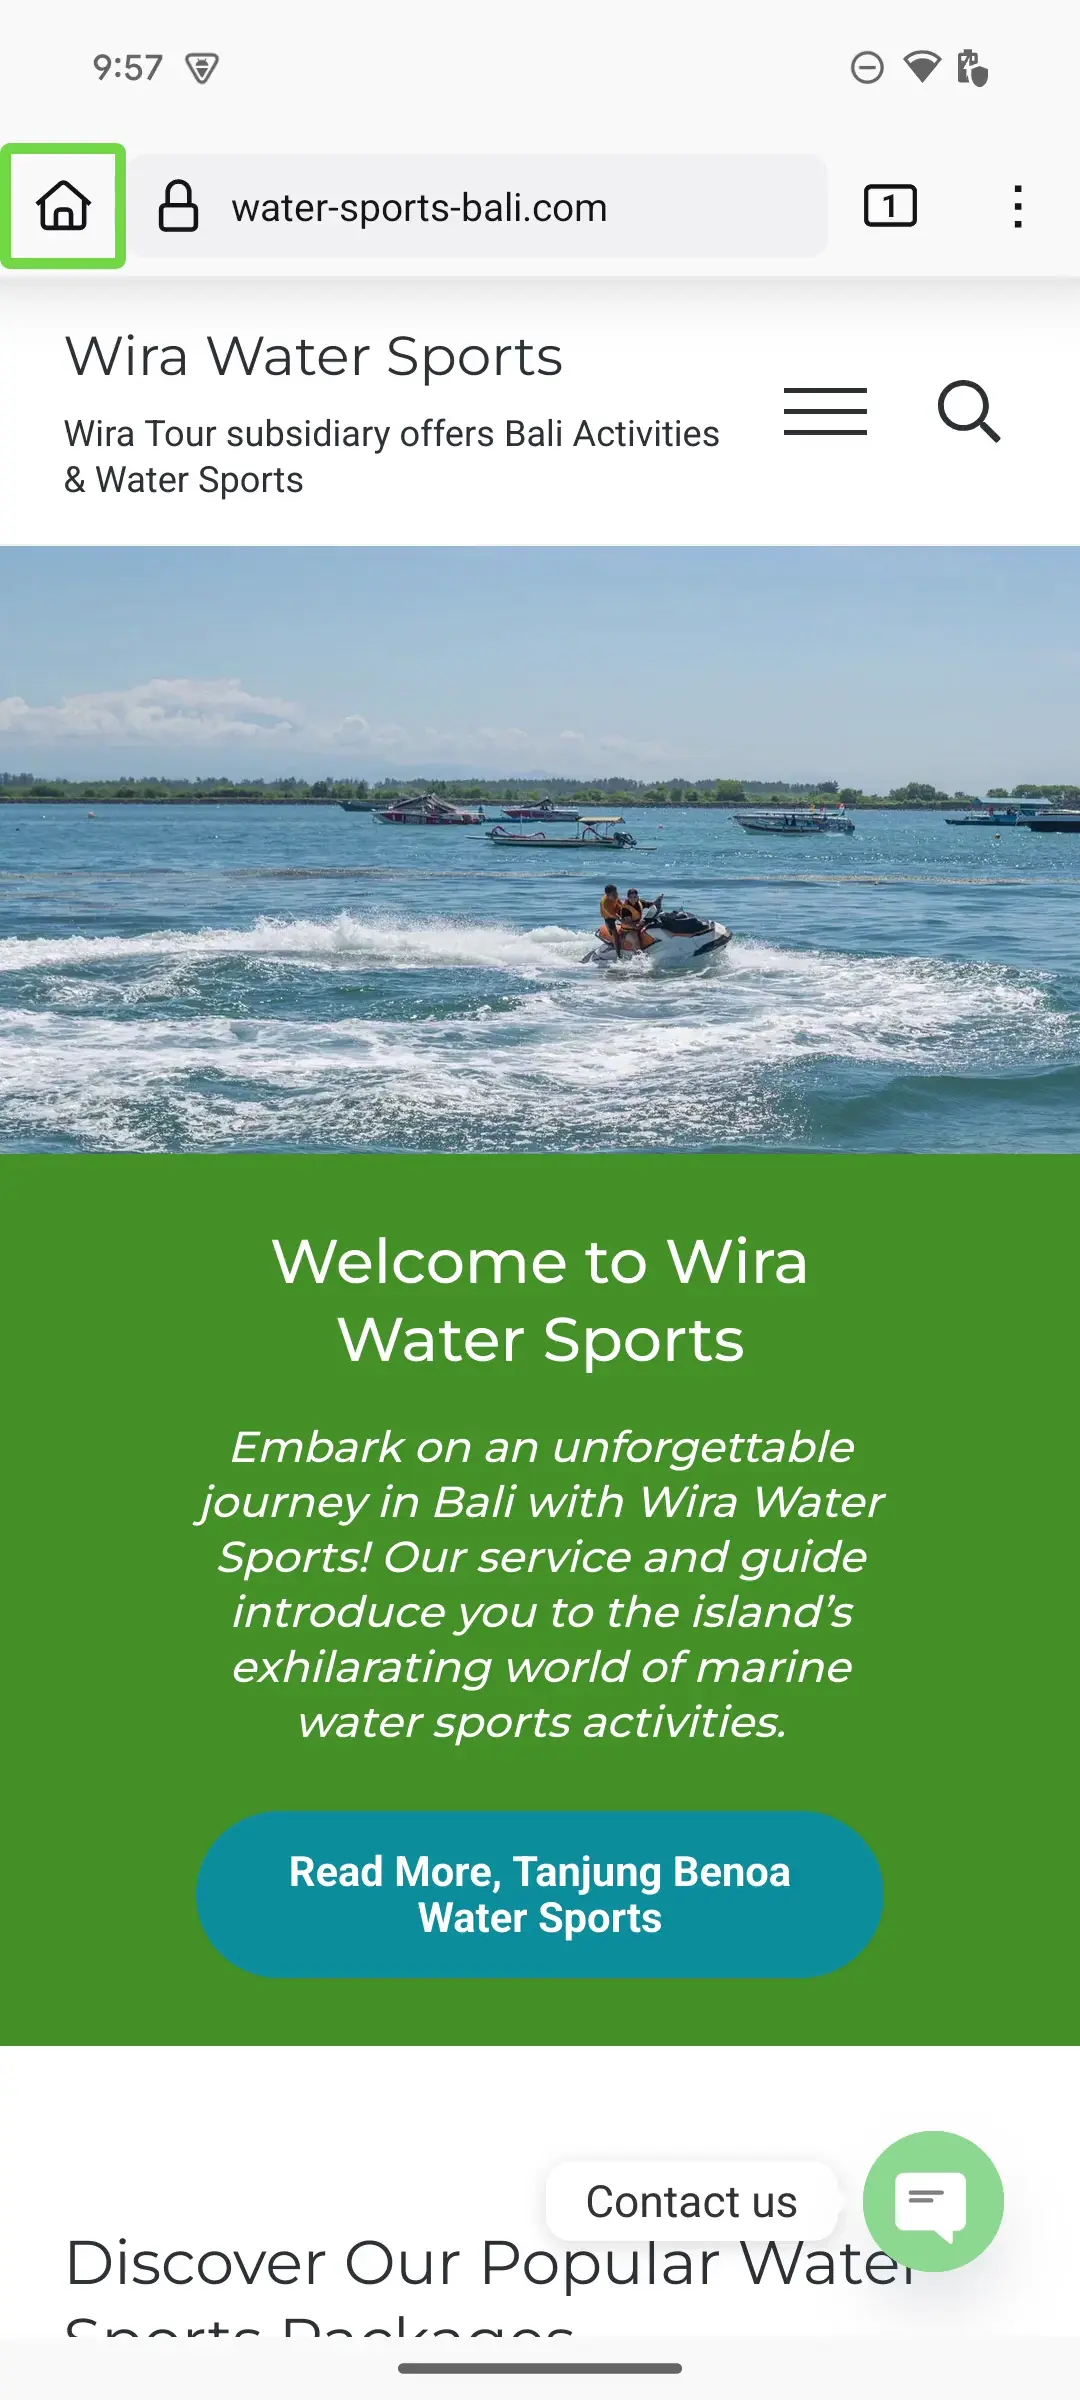 9:57
water-sports-bali.com
1
Wira Water Sports
Wira Tour subsidiary offers Bali Activities
& Water Sports
Welcome to Wira
Water Sports
Embark on an unforgettable
journey in Bali with Wira Water
Sports! Our service and guide
introduce you to the island’s
exhilarating world of marine
water sports activities.
Read More, Tanjung Benoa
Water Sports
Contact us
Discover Our Popular Water
Sports Packages